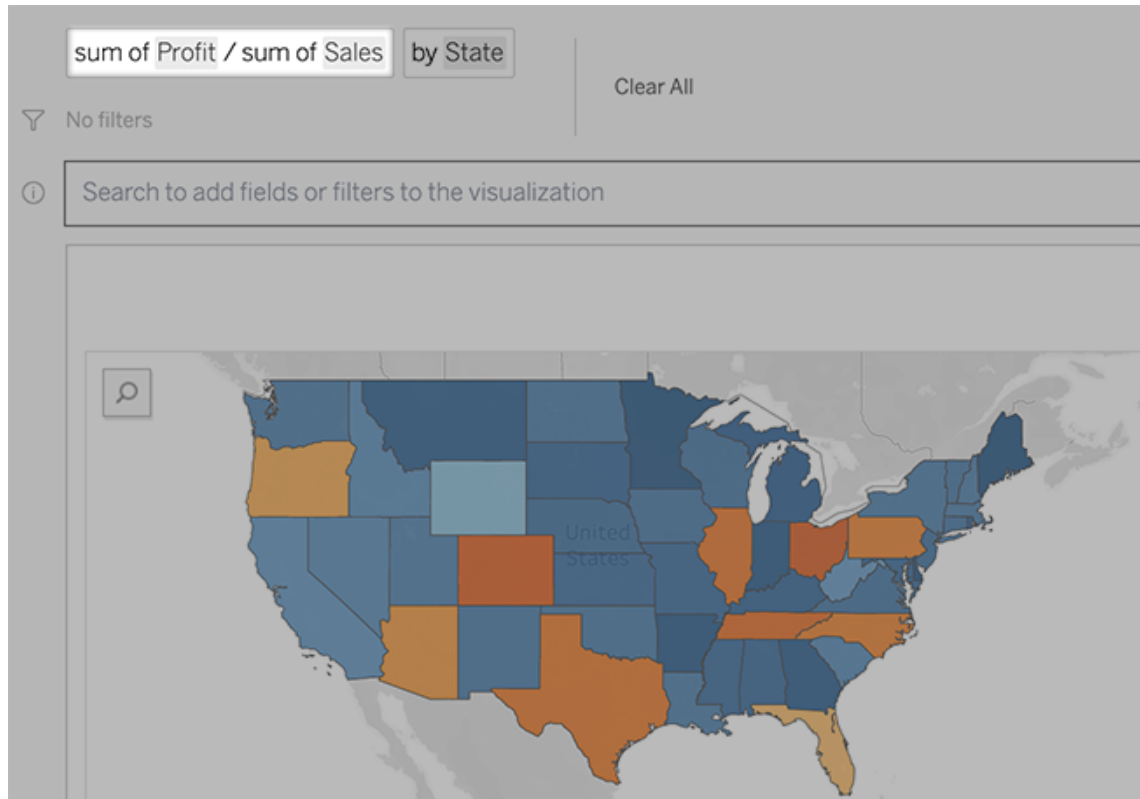 sum of Profit / sum of Sales by State
Clear All
No filters
Search to add fields or filters to the visualization
United
States